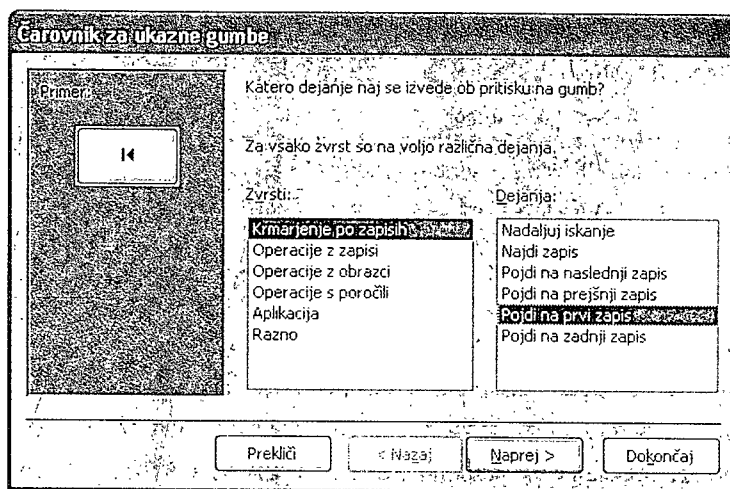 Čarovnik za ukazne gumbe
Primer:
Katero dejanje naj se izvede ob pritisku na gumb?
Za vsako zvrst so na voljo različna dejanja.
Zvrsti:
Krmarjenje po zapisih
Operacije z zapisi
Operacije z obrazci
Operacije s poročili
Aplikacija
Razno
Dejanja:
Nadaljuj iskanje
Najdi zapis
Pojdi na naslednji zapis
Pojdi na prejšnji zapis
Pojdi na prvi zapis
Pojdi na zadnji zapis
Prekliči
< Nazaj
Naprej >
Dokončaj